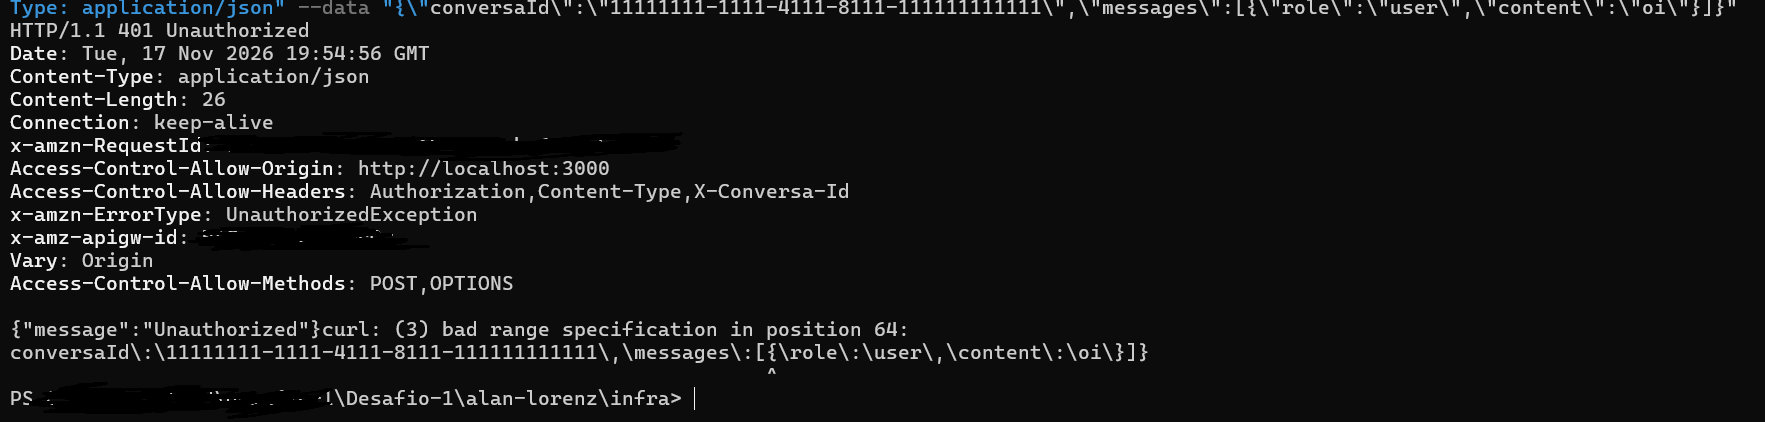 Type: application/json" --data "{\"conversaId\":\"11111111-1111-4111-8111-111111111111\",\"messages\":[{\"role\":\"user\",\"content\":\"oi\"}]}"
HTTP/1.1 401 Unauthorized
Date: Tue, 17 Nov 2026 19:54:56 GMT
Content-Type: application/json
Content-Length: 26
Connection: keep-alive
x-amzn-RequestId:
Access-Control-Allow-Origin: http://localhost:3000
Access-Control-Allow-Headers: Authorization,Content-Type,X-Conversa-Id
x-amzn-ErrorType: UnauthorizedException
x-amz-apigw-id:
Vary: Origin
Access-Control-Allow-Methods: POST,OPTIONS
{"message":"Unauthorized"}curl: (3) bad range specification in position 64:
conversaId\:\11111111-1111-4111-8111-111111111111\,\messages\:[{\role\:\user\,\content\:\oi\}]}
^
PS \Desafio-1\alan-lorenz\infra>